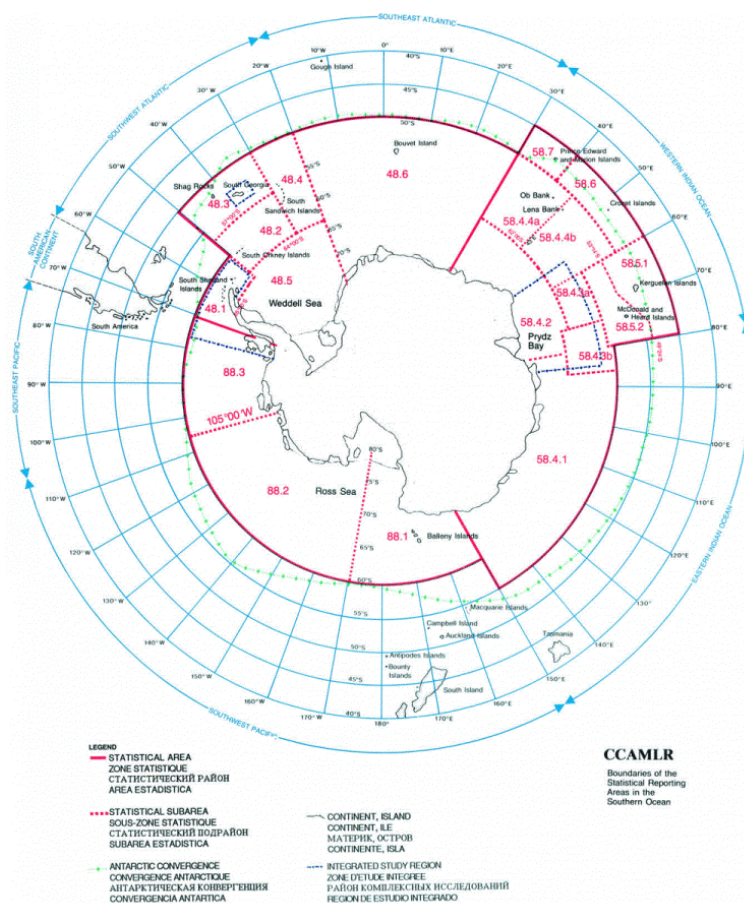 SOUTHEAST ATLANTIC
SOUTHWEST ATLANTIC
WESTERN INDIAN OCEAN
EASTERN INDIAN OCEAN
SOUTHWEST PACIFIC
SOUTHEAST PACIFIC
SOUTH AMERICAN CONTINENT
10°W
0°
10°E
20°E
30°E
40°E
50°E
60°E
70°E
80°E
90°E
100°E
110°E
120°E
130°E
140°E
150°E
160°E
170°E
180°
170°W
160°W
150°W
140°W
130°W
120°W
110°W
100°W
90°W
80°W
70°W
60°W
50°W
40°W
30°W
20°W
40°S
45°S
50°S
Gough Island
Bouvet Island
48.6
58.7
Prince Edward
and Marion Islands
58.6
Crozet Islands
Ob Bank
Lena Bank
58.4.4a
58.4.4b
58.5.1
Kerguelen Islands
McDonald and
Heard Islands
58.5.2
58.4.3a
58.4.3b
58.4.2
Prydz
Bay
58.4.1
Shag Rocks
South Georgia
48.3
48.4
South
Sandwich Islands
48.2
South Orkney Islands
48.5
Weddell Sea
South Shetland
Islands
48.1
South America
88.3
105°00'W
88.2
Ross Sea
80°S
75°S
70°S
65°S
60°S
55°S
50°S
45°S
40°S
88.1
Balleny Islands
Macquarie Islands
Campbell Island
Auckland Islands
Antipodes Islands
Bounty
Islands
South Island
Tasmania
LEGEND
STATISTICAL AREA
ZONE STATISTIQUE
СТАТИСТИЧЕСКИЙ РАЙОН
AREA ESTADISTICA
STATISTICAL SUBAREA
SOUS-ZONE STATISTIQUE
СТАТИСТИЧЕСКИЙ ПОДРАЙОН
SUBAREA ESTADISTICA
ANTARCTIC CONVERGENCE
CONVERGENCE ANTARCTIQUE
АНТАРКТИЧЕСКАЯ КОНВЕРГЕНЦИЯ
CONVERGENCIA ANTARTICA
CONTINENT, ISLAND
CONTINENT, ILE
МАТЕРИК, ОСТРОВ
CONTINENTE, ISLA
INTEGRATED STUDY REGION
ZONE D'ETUDE INTEGREE
РАЙОН КОМПЛЕКСНЫХ ИССЛЕДОВАНИЙ
REGION DE ESTUDIO INTEGRADO
CCAMLR
Boundaries of the
Statistical Reporting
Areas in the
Southern Ocean